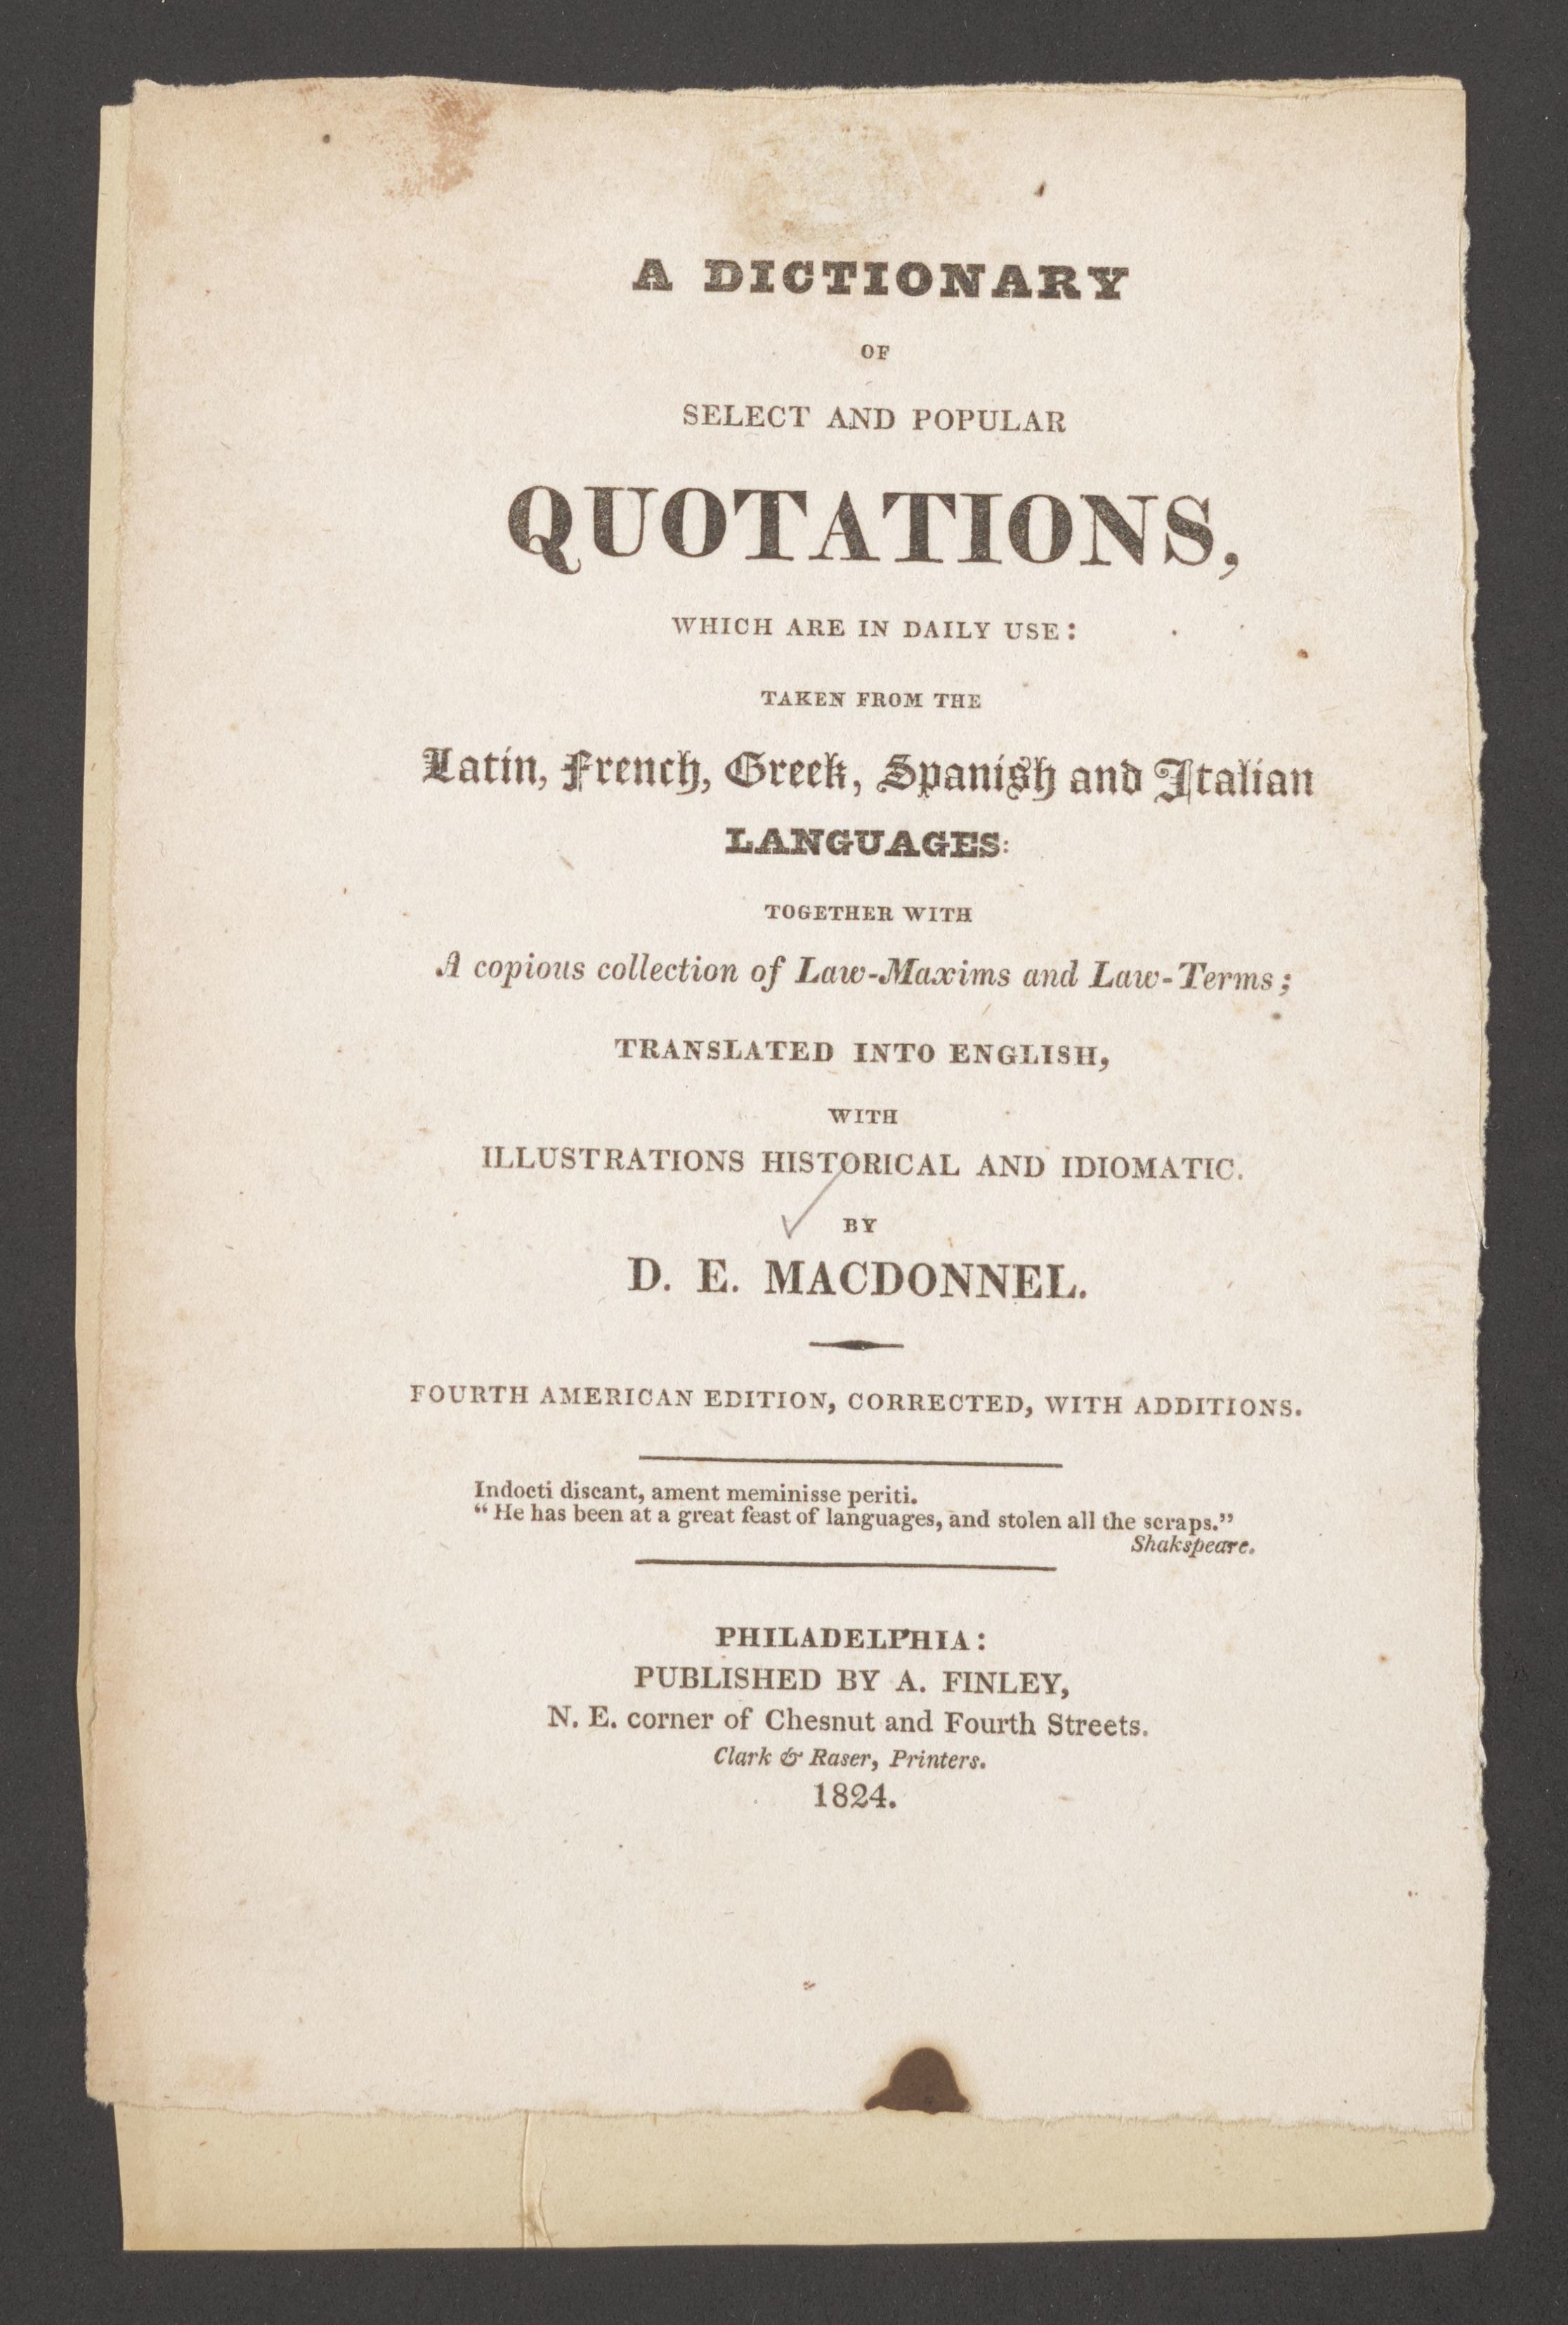 A DICTIONARY
OF
SELECT AND POPULAR
QUOTATIONS,
WHICH ARE IN DAILY USE:
TAKEN FROM THE
Latin, French, Greek, Spanish and Italian
LANGUAGES:
TOGETHER WITH
A copious collection of Law-Maxims and Law-Terms;
TRANSLATED INTO ENGLISH,
WITH
ILLUSTRATIONS HISTORICAL AND IDIOMATIC.
BY
D. E. MACDONNEL.
FOURTH AMERICAN EDITION, CORRECTED, WITH ADDITIONS.
Indocti discant, ament meminisse periti.
“ He has been at a great feast of languages, and stolen all the scraps.”
Shakspeare.
PHILADELPHIA:
PUBLISHED BY A. FINLEY,
N. E. corner of Chesnut and Fourth Streets.
Clark & Raser, Printers.
1824.